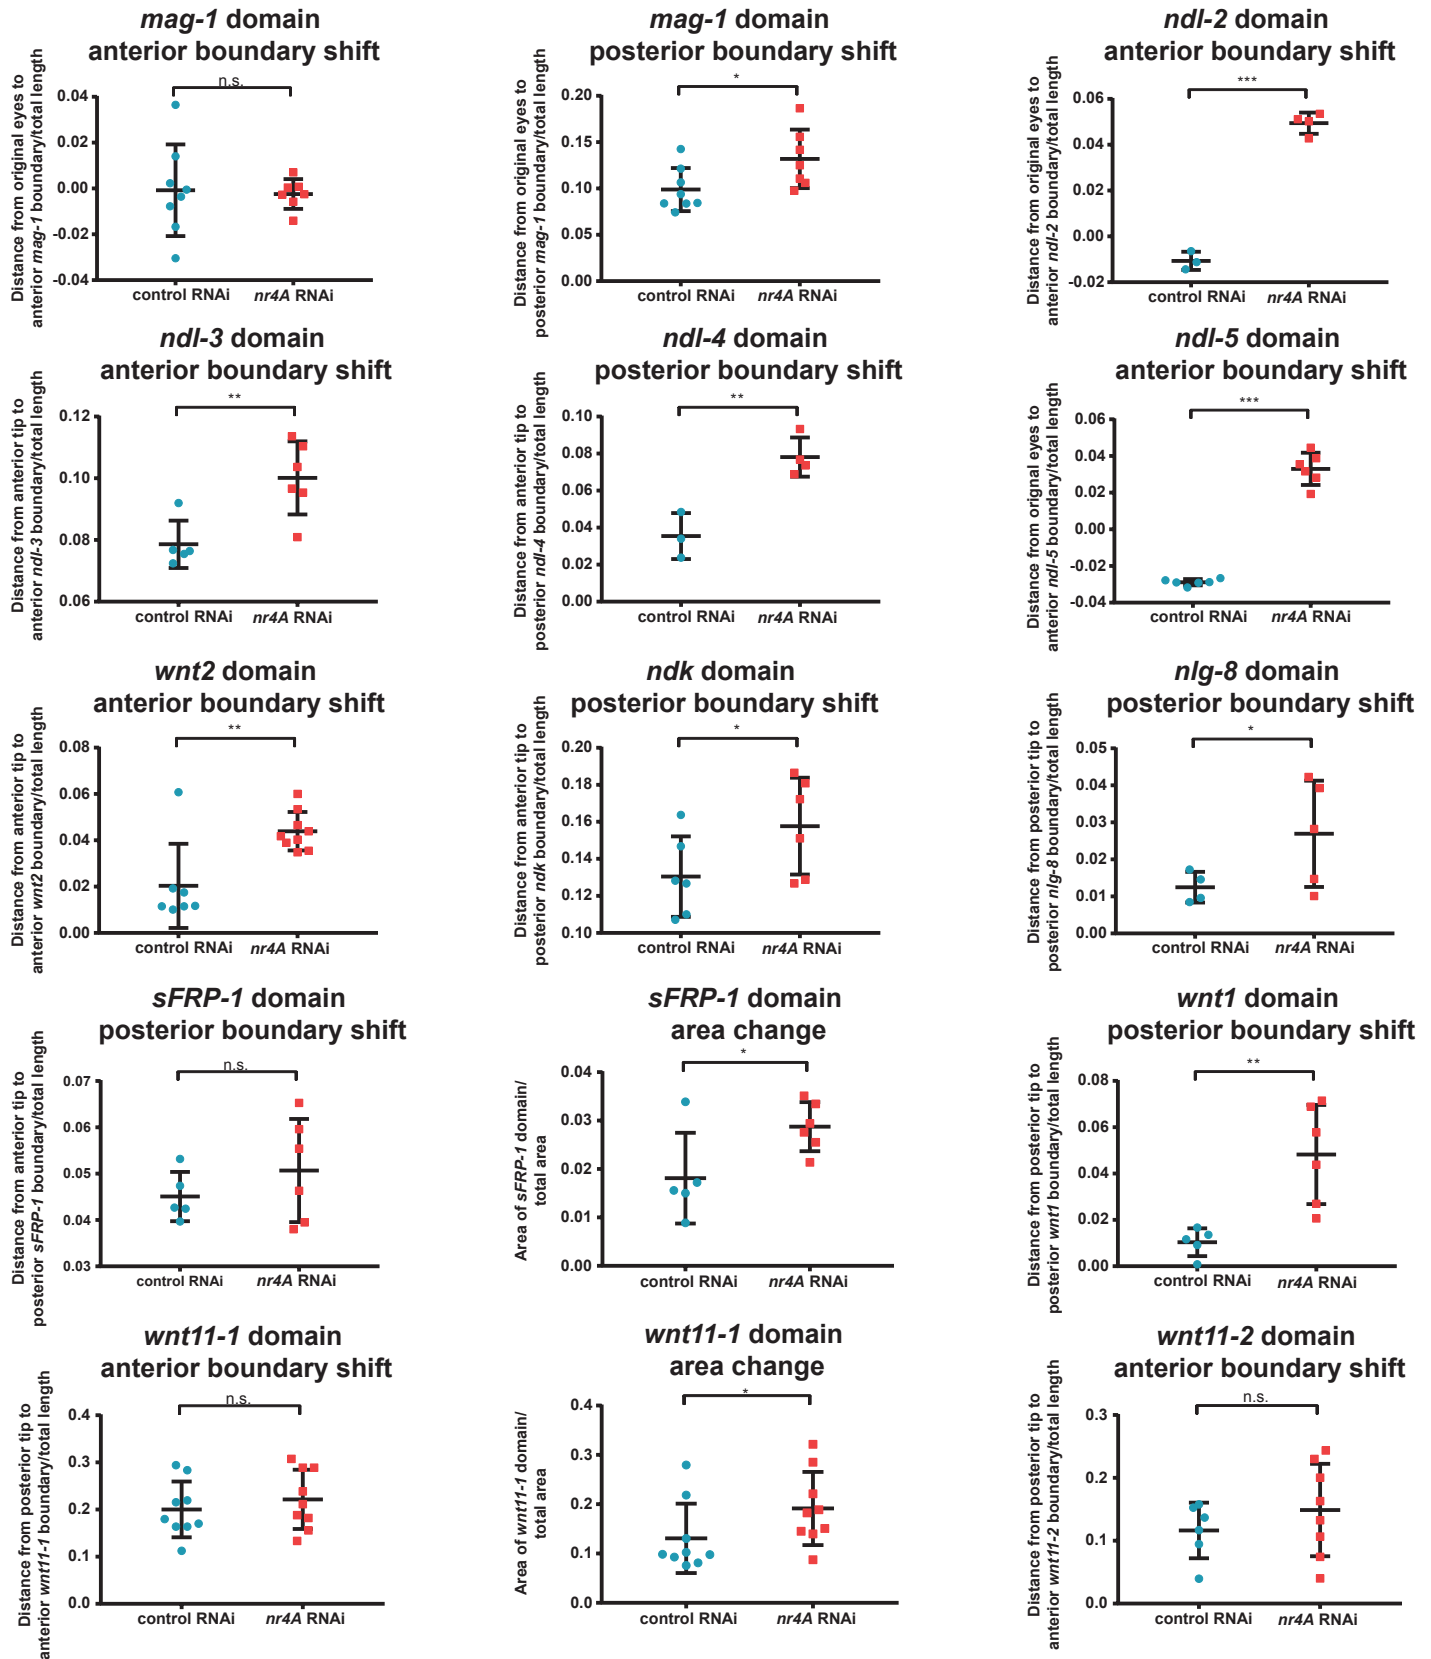 mag-1 domain
anterior boundary shift
Distance from original eyes to
anterior mag-1 boundary/total length
n.s.
0.04
0.02
0.00
-0.02
-0.04
control RNAi
nr4A RNAi
mag-1 domain
posterior boundary shift
Distance from original eyes to
posterior mag-1 boundary/total length
*
0.20
0.15
0.10
0.05
0.00
control RNAi
nr4A RNAi
ndl-2 domain
anterior boundary shift
Distance from original eyes to
anterior ndl-2 boundary/total length
***
0.06
0.04
0.02
0.00
-0.02
control RNAi
nr4A RNAi
ndl-3 domain
anterior boundary shift
Distance from anterior tip to
anterior ndl-3 boundary/total length
**
0.12
0.10
0.08
0.06
control RNAi
nr4A RNAi
ndl-4 domain
posterior boundary shift
Distance from anterior tip to
posterior ndl-4 boundary/total length
**
0.10
0.08
0.06
0.04
0.02
0.00
control RNAi
nr4A RNAi
ndl-5 domain
anterior boundary shift
Distance from orignal eyes to
anterior ndl-5 boundary/total length
***
0.06
0.04
0.02
0.00
-0.02
-0.04
control RNAi
nr4A RNAi
wnt2 domain
anterior boundary shift
Distance from anterior tip to
anterior wnt2 boundary/total length
**
0.08
0.06
0.04
0.02
0.00
control RNAi
nr4A RNAi
ndk domain
posterior boundary shift
Distance from anterior tip to
posterior ndk boundary/total length
*
0.20
0.18
0.16
0.14
0.12
0.10
control RNAi
nr4A RNAi
nlg-8 domain
posterior boundary shift
Distance from posterior tip to
posterior nlg-8 boundary/total length
*
0.05
0.04
0.03
0.02
0.01
0.00
control RNAi
nr4A RNAi
sFRP-1 domain
posterior boundary shift
Distance from anterior tip to
posterior sFRP-1 boundary/total length
n.s.
0.07
0.06
0.05
0.04
0.03
control RNAi
nr4A RNAi
sFRP-1 domain
area change
Area of sFRP-1 domain/
total area
*
0.04
0.03
0.02
0.01
0.00
control RNAi
nr4A RNAi
wnt1 domain
posterior boundary shift
Distance from posterior tip to
posterior wnt1 boundary/total length
**
0.08
0.06
0.04
0.02
0.00
control RNAi
nr4A RNAi
wnt11-1 domain
anterior boundary shift
Distance from posterior tip to
anterior wnt11-1 boundary/total length
n.s.
0.4
0.3
0.2
0.1
0.0
control RNAi
nr4A RNAi
wnt11-1 domain
area change
Area of wnt11-1 domain/
total area
*
0.4
0.3
0.2
0.1
0.0
control RNAi
nr4A RNAi
wnt11-2 domain
anterior boundary shift
Distance from posterior tip to
anterior wnt11-2 boundary/total length
n.s.
0.3
0.2
0.1
0.0
control RNAi
nr4A RNAi